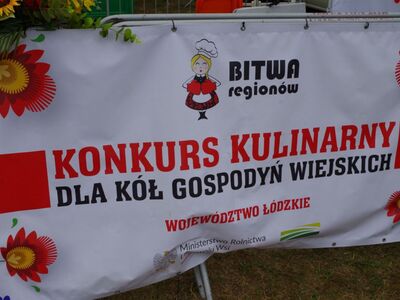 BITWA
regionów
KONKURS KULINARNY
DLA KÓŁ GOSPODYŃ WIEJSKICH
WOJEWÓDZTWO ŁÓDZKIE
Ministerstwo Rolnictwa
Wsi